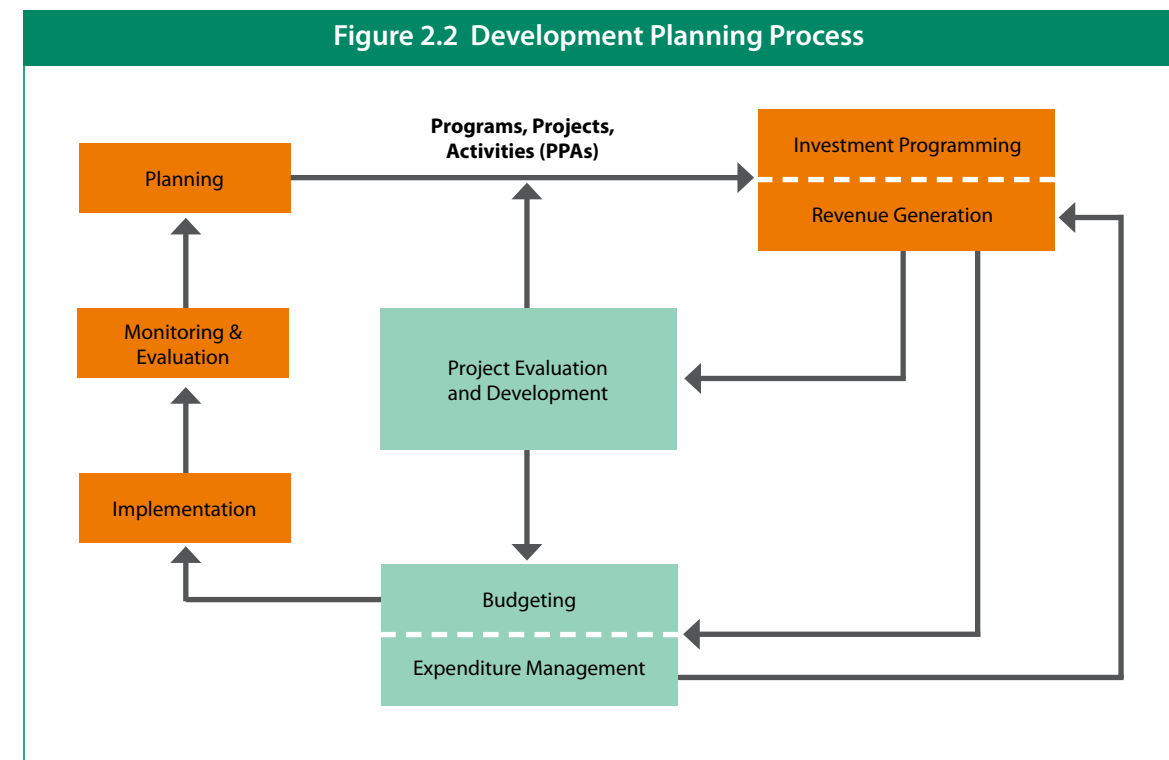 Figure 2.2 Development Planning Process
Programs, Projects,
Activities (PPAs)
Planning
Investment Programming
Revenue Generation
Monitoring &
Evaluation
Project Evaluation
and Development
Implementation
Budgeting
Expenditure Management